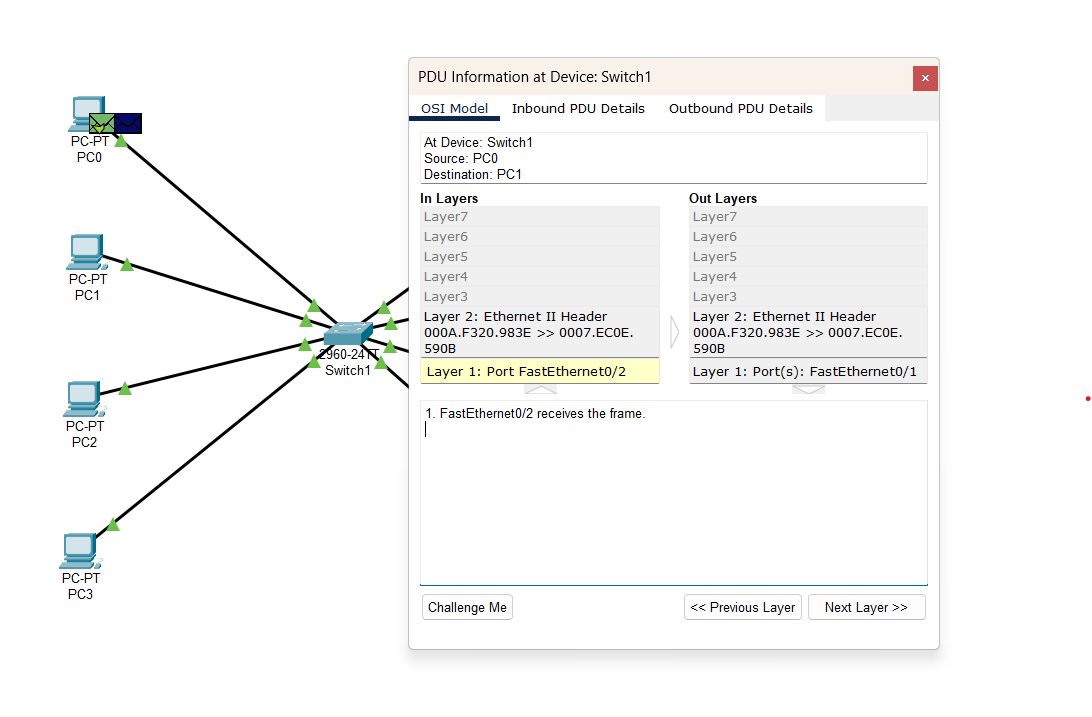 PC-PT
PC0
PC-PT
PC1
PC-PT
PC2
PC-PT
PC3
2960-24TT
Switch1
PDU Information at Device: Switch1
OSI Model
Inbound PDU Details
Outbound PDU Details
At Device: Switch1
Source: PC0
Destination: PC1
In Layers
Layer7
Layer6
Layer5
Layer4
Layer3
Layer 2: Ethernet II Header
000A.F320.983E >> 0007.EC0E.
590B
Layer 1: Port FastEthernet0/2
Out Layers
Layer7
Layer6
Layer5
Layer4
Layer3
Layer 2: Ethernet II Header
000A.F320.983E >> 0007.EC0E.
590B
Layer 1: Port(s): FastEthernet0/1
1. FastEthernet0/2 receives the frame.
Challenge Me
<< Previous Layer
Next Layer >>